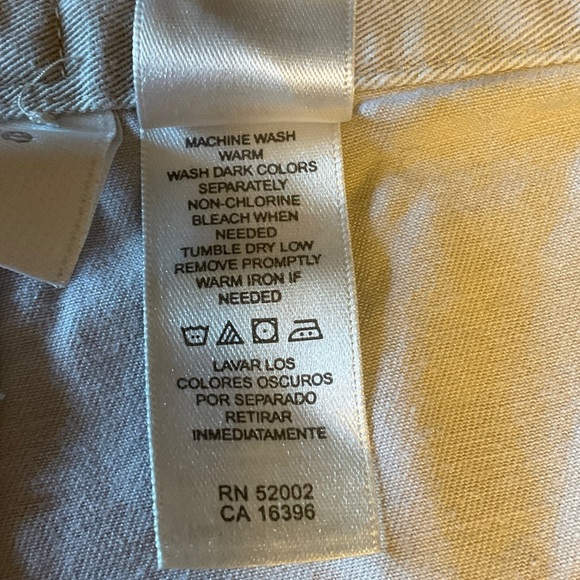 MACHINE WASH
WARM
WASH DARK COLORS
SEPARATELY
NON-CHLORINE
BLEACH WHEN
NEEDED
TUMBLE DRY LOW
REMOVE PROMPTLY
WARM IRON IF
NEEDED
LAVAR LOS
COLORES OSCUROS
POR SEPARADO
RETIRAR
INMEDIATAMENTE
RN 52002
CA 16396